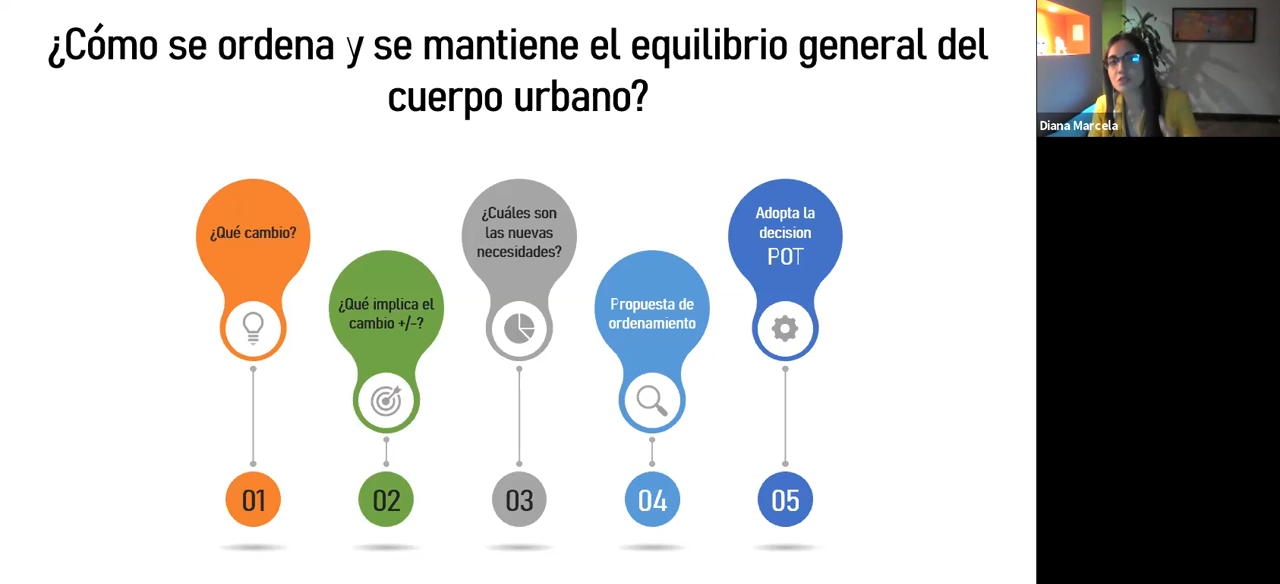 ¿Cómo se ordena y se mantiene el equilibrio general del
cuerpo urbano?
Diana Marcela
¿Qué cambio?
¿Qué implica el
cambio +/-?
¿Cuáles son
las nuevas
necesidades?
Propuesta de
ordenamiento
Adopta la
decision
POT
01
02
03
04
05